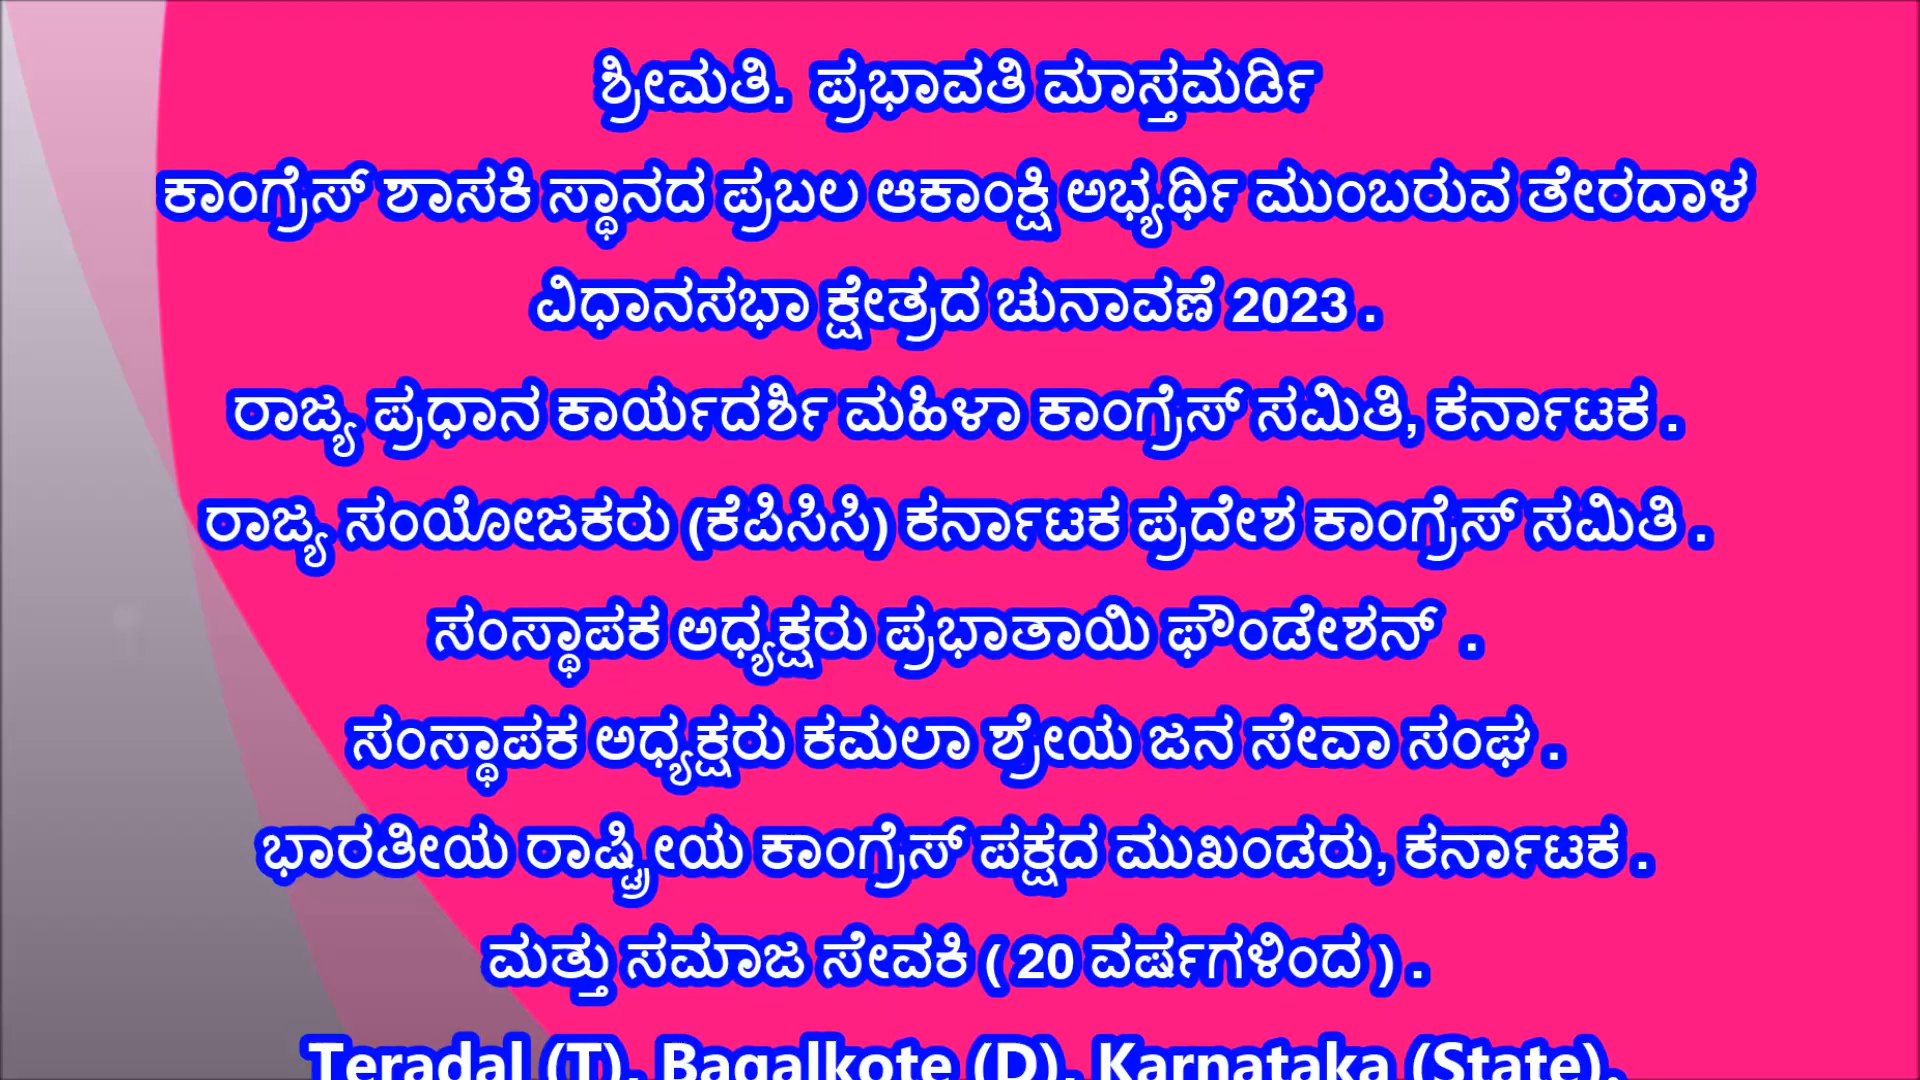 ಶ್ರೀಮತಿ. ಪ್ರಭಾವತಿ ಮಾಸ್ತಮರ್ಡಿ
ಕಾಂಗ್ರೆಸ್ ಶಾಸಕಿ ಸ್ಥಾನದ ಪ್ರಬಲ ಆಕಾಂಕ್ಷಿ ಅಭ್ಯರ್ಥಿ ಮುಂಬರುವ ತೇರದಾಳ
ವಿಧಾನಸಭಾ ಕ್ಷೇತ್ರದ ಚುನಾವಣೆ 2023 .
ರಾಜ್ಯ ಪ್ರಧಾನ ಕಾರ್ಯದರ್ಶಿ ಮಹಿಳಾ ಕಾಂಗ್ರೆಸ್ ಸಮಿತಿ, ಕರ್ನಾಟಕ .
ರಾಜ್ಯ ಸಂಯೋಜಕರು (ಕೆಪಿಸಿಸಿ) ಕರ್ನಾಟಕ ಪ್ರದೇಶ ಕಾಂಗ್ರೆಸ್ ಸಮಿತಿ .
ಸಂಸ್ಥಾಪಕ ಅಧ್ಯಕ್ಷರು ಪ್ರಭಾತಾಯಿ ಫೌಂಡೇಶನ್ .
ಸಂಸ್ಥಾಪಕ ಅಧ್ಯಕ್ಷರು ಕಮಲಾ ಶ್ರೇಯ ಜನ ಸೇವಾ ಸಂಘ .
ಭಾರತೀಯ ರಾಷ್ಟ್ರೀಯ ಕಾಂಗ್ರೆಸ್ ಪಕ್ಷದ ಮುಖಂಡರು, ಕರ್ನಾಟಕ .
ಮತ್ತು ಸಮಾಜ ಸೇವಕಿ ( 20 ವರ್ಷಗಳಿಂದ ) .
Teradal (T), Bagalkote (D), Karnataka (State).